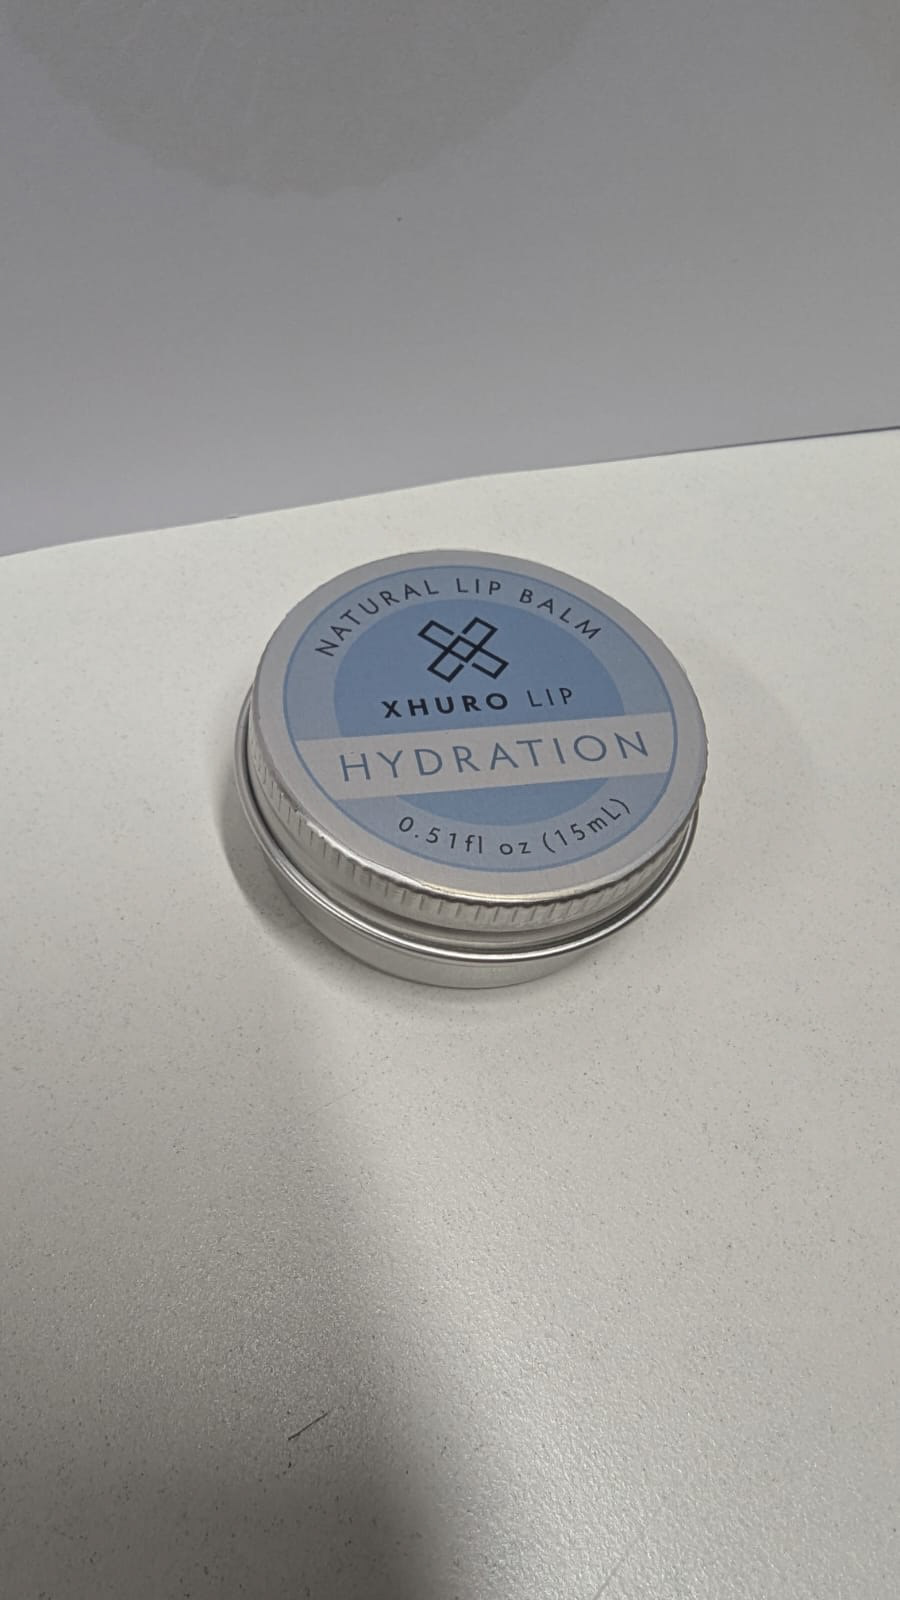 NATURAL LIP BALM
XHURO LIP
HYDRATION
0.51fl oz (15mL)